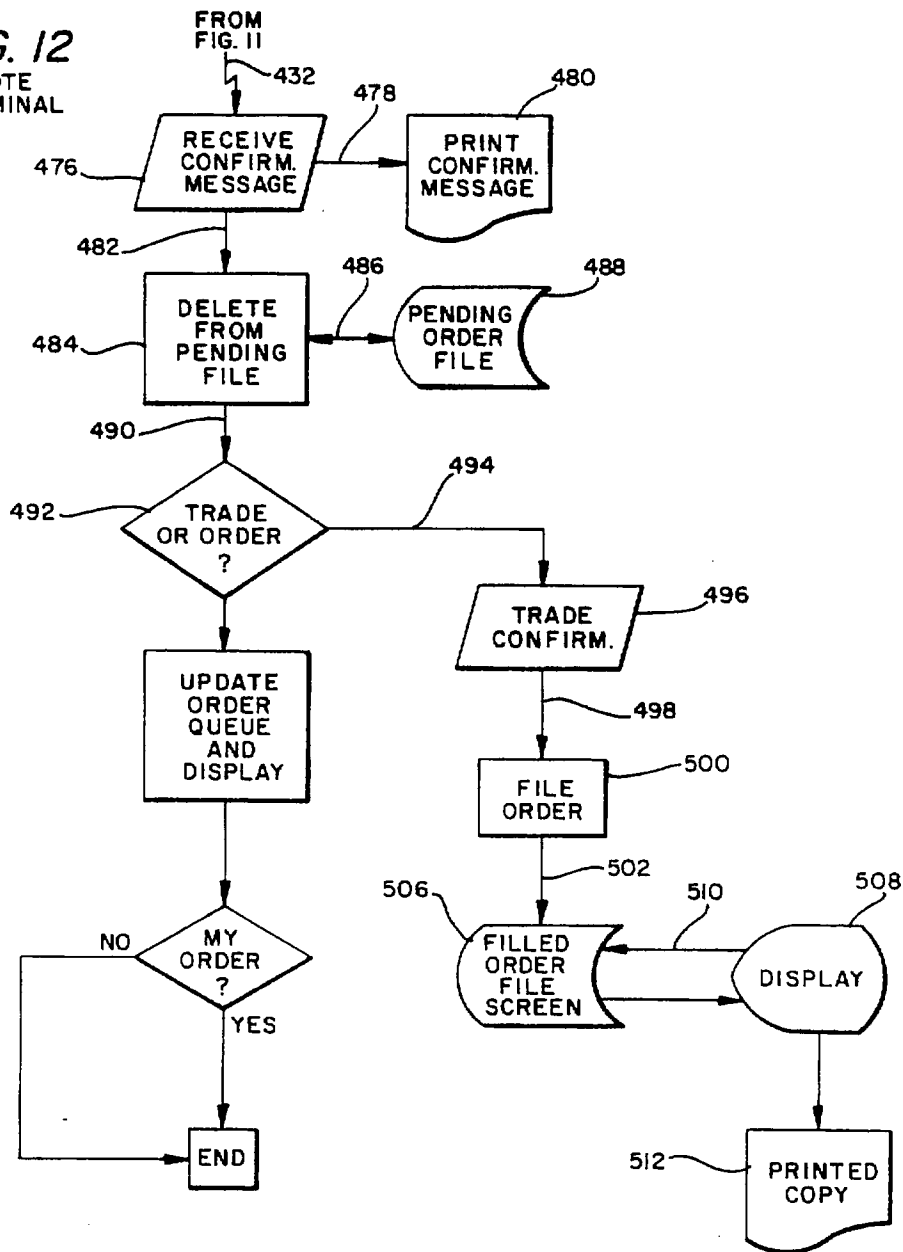 G. 12
OTE
MINAL
FROM
FIG. 11
432
478
480
RECEIVE
CONFIRM.
MESSAGE
476
PRINT
CONFIRM.
MESSAGE
482
486
488
DELETE
FROM
PENDING
FILE
484
PENDING
ORDER
FILE
490
494
492
TRADE
OR ORDER
?
496
TRADE
CONFIRM.
UPDATE
ORDER
QUEUE
AND
DISPLAY
498
500
FILE
ORDER
502
506
510
508
NO
MY
ORDER
?
YES
FILLED
ORDER
FILE
SCREEN
DISPLAY
END
512
PRINTED
COPY